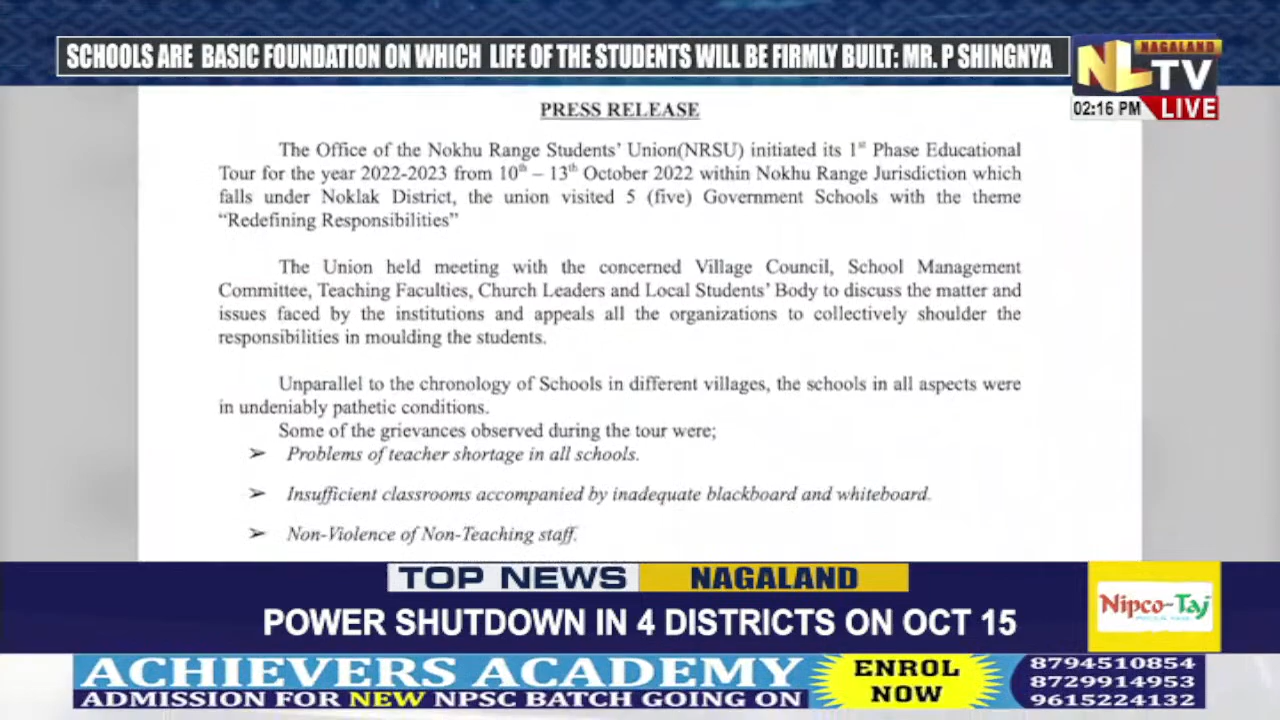 SCHOOLS ARE BASIC FOUNDATION ON WHICH LIFE OF THE STUDENTS WILL BE FIRMLY BUILT: MR. P SHINGNYA
NAGALAND
NLTV
02:16 PM LIVE
PRESS RELEASE
The Office of the Nokhu Range Students' Union(NRSU) initiated its 1st Phase Educational
Tour for the year 2022-2023 from 10th – 13th October 2022 within Nokhu Range Jurisdiction which
falls under Noklak District, the union visited 5 (five) Government Schools with the theme
“Redefining Responsibilities”
The Union held meeting with the concerned Village Council, School Management
Committee, Teaching Faculties, Church Leaders and Local Students' Body to discuss the matter and
issues faced by the institutions and appeals all the organizations to collectively shoulder the
responsibilities in moulding the students.
Unparallel to the chronology of Schools in different villages, the schools in all aspects were
in undeniably pathetic conditions.
Some of the grievances observed during the tour were;
➢ Problems of teacher shortage in all schools.
➢ Insufficient classrooms accompanied by inadequate blackboard and whiteboard.
➢ Non-Violence of Non-Teaching staff.
TOP NEWS NAGALAND
POWER SHUTDOWN IN 4 DISTRICTS ON OCT 15
Nipco-Taj
ACHIEVERS ACADEMY
ADMISSION FOR NEW NPSC BATCH GOING ON
ENROL
NOW
8794510854
8729914953
9615224132